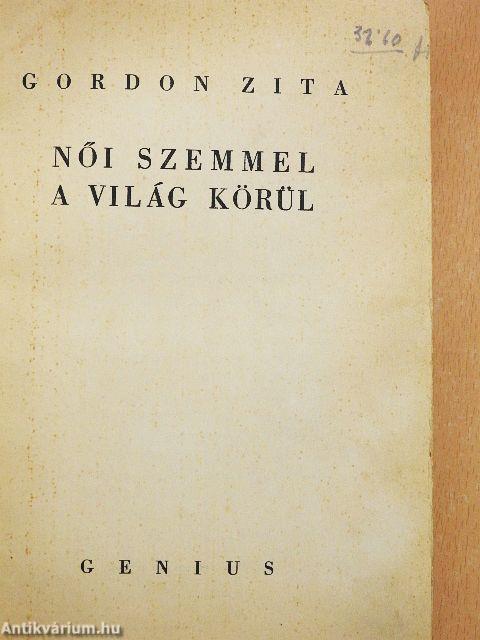 32.60
GORDON ZITA
NŐI SZEMMEL
A VILÁG KÖRÜL
GENIUS
Antikvárium.hu